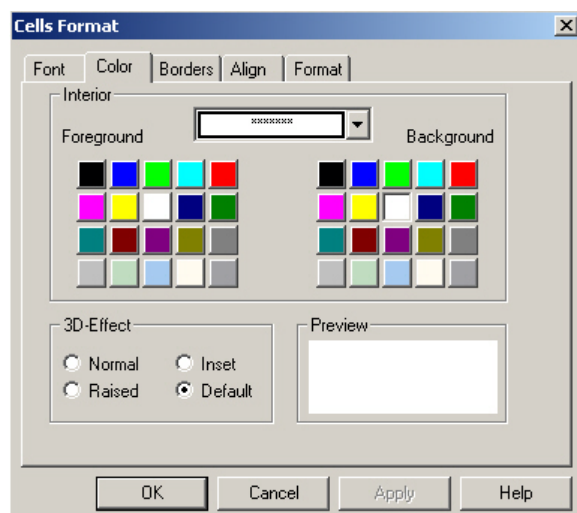 Cells Format
Font Color Borders Align Format
Interior
xxxxxxx
Foreground Background
3D-Effect Preview
Normal Inset
Raised Default
OK Cancel Apply Help